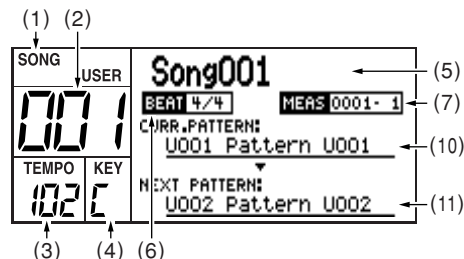 (1) (2)
SONG
USER
001
TEMPO KEY
102 C
(3) (4) (6)
Song001 (5)
BEAT 4/4 MEAS 0001- 1 (7)
CURR.PATTERN:
U001 Pattern U001 (10)
NEXT PATTERN:
U002 Pattern U002 (11)